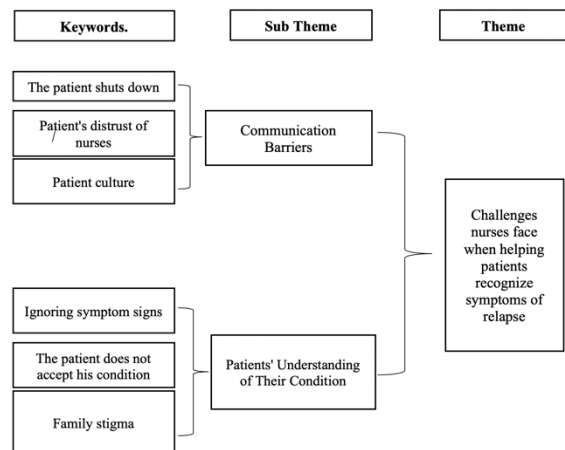 Keywords.
Sub Theme
Theme
The patient shuts down
Patient's distrust of
nurses
Patient culture
Communication
Barriers
Ignoring symptom signs
The patient does not
accept his condition
Family stigma
Patients' Understanding
of Their Condition
Challenges
nurses face
when helping
patients
recognize
symptoms of
relapse